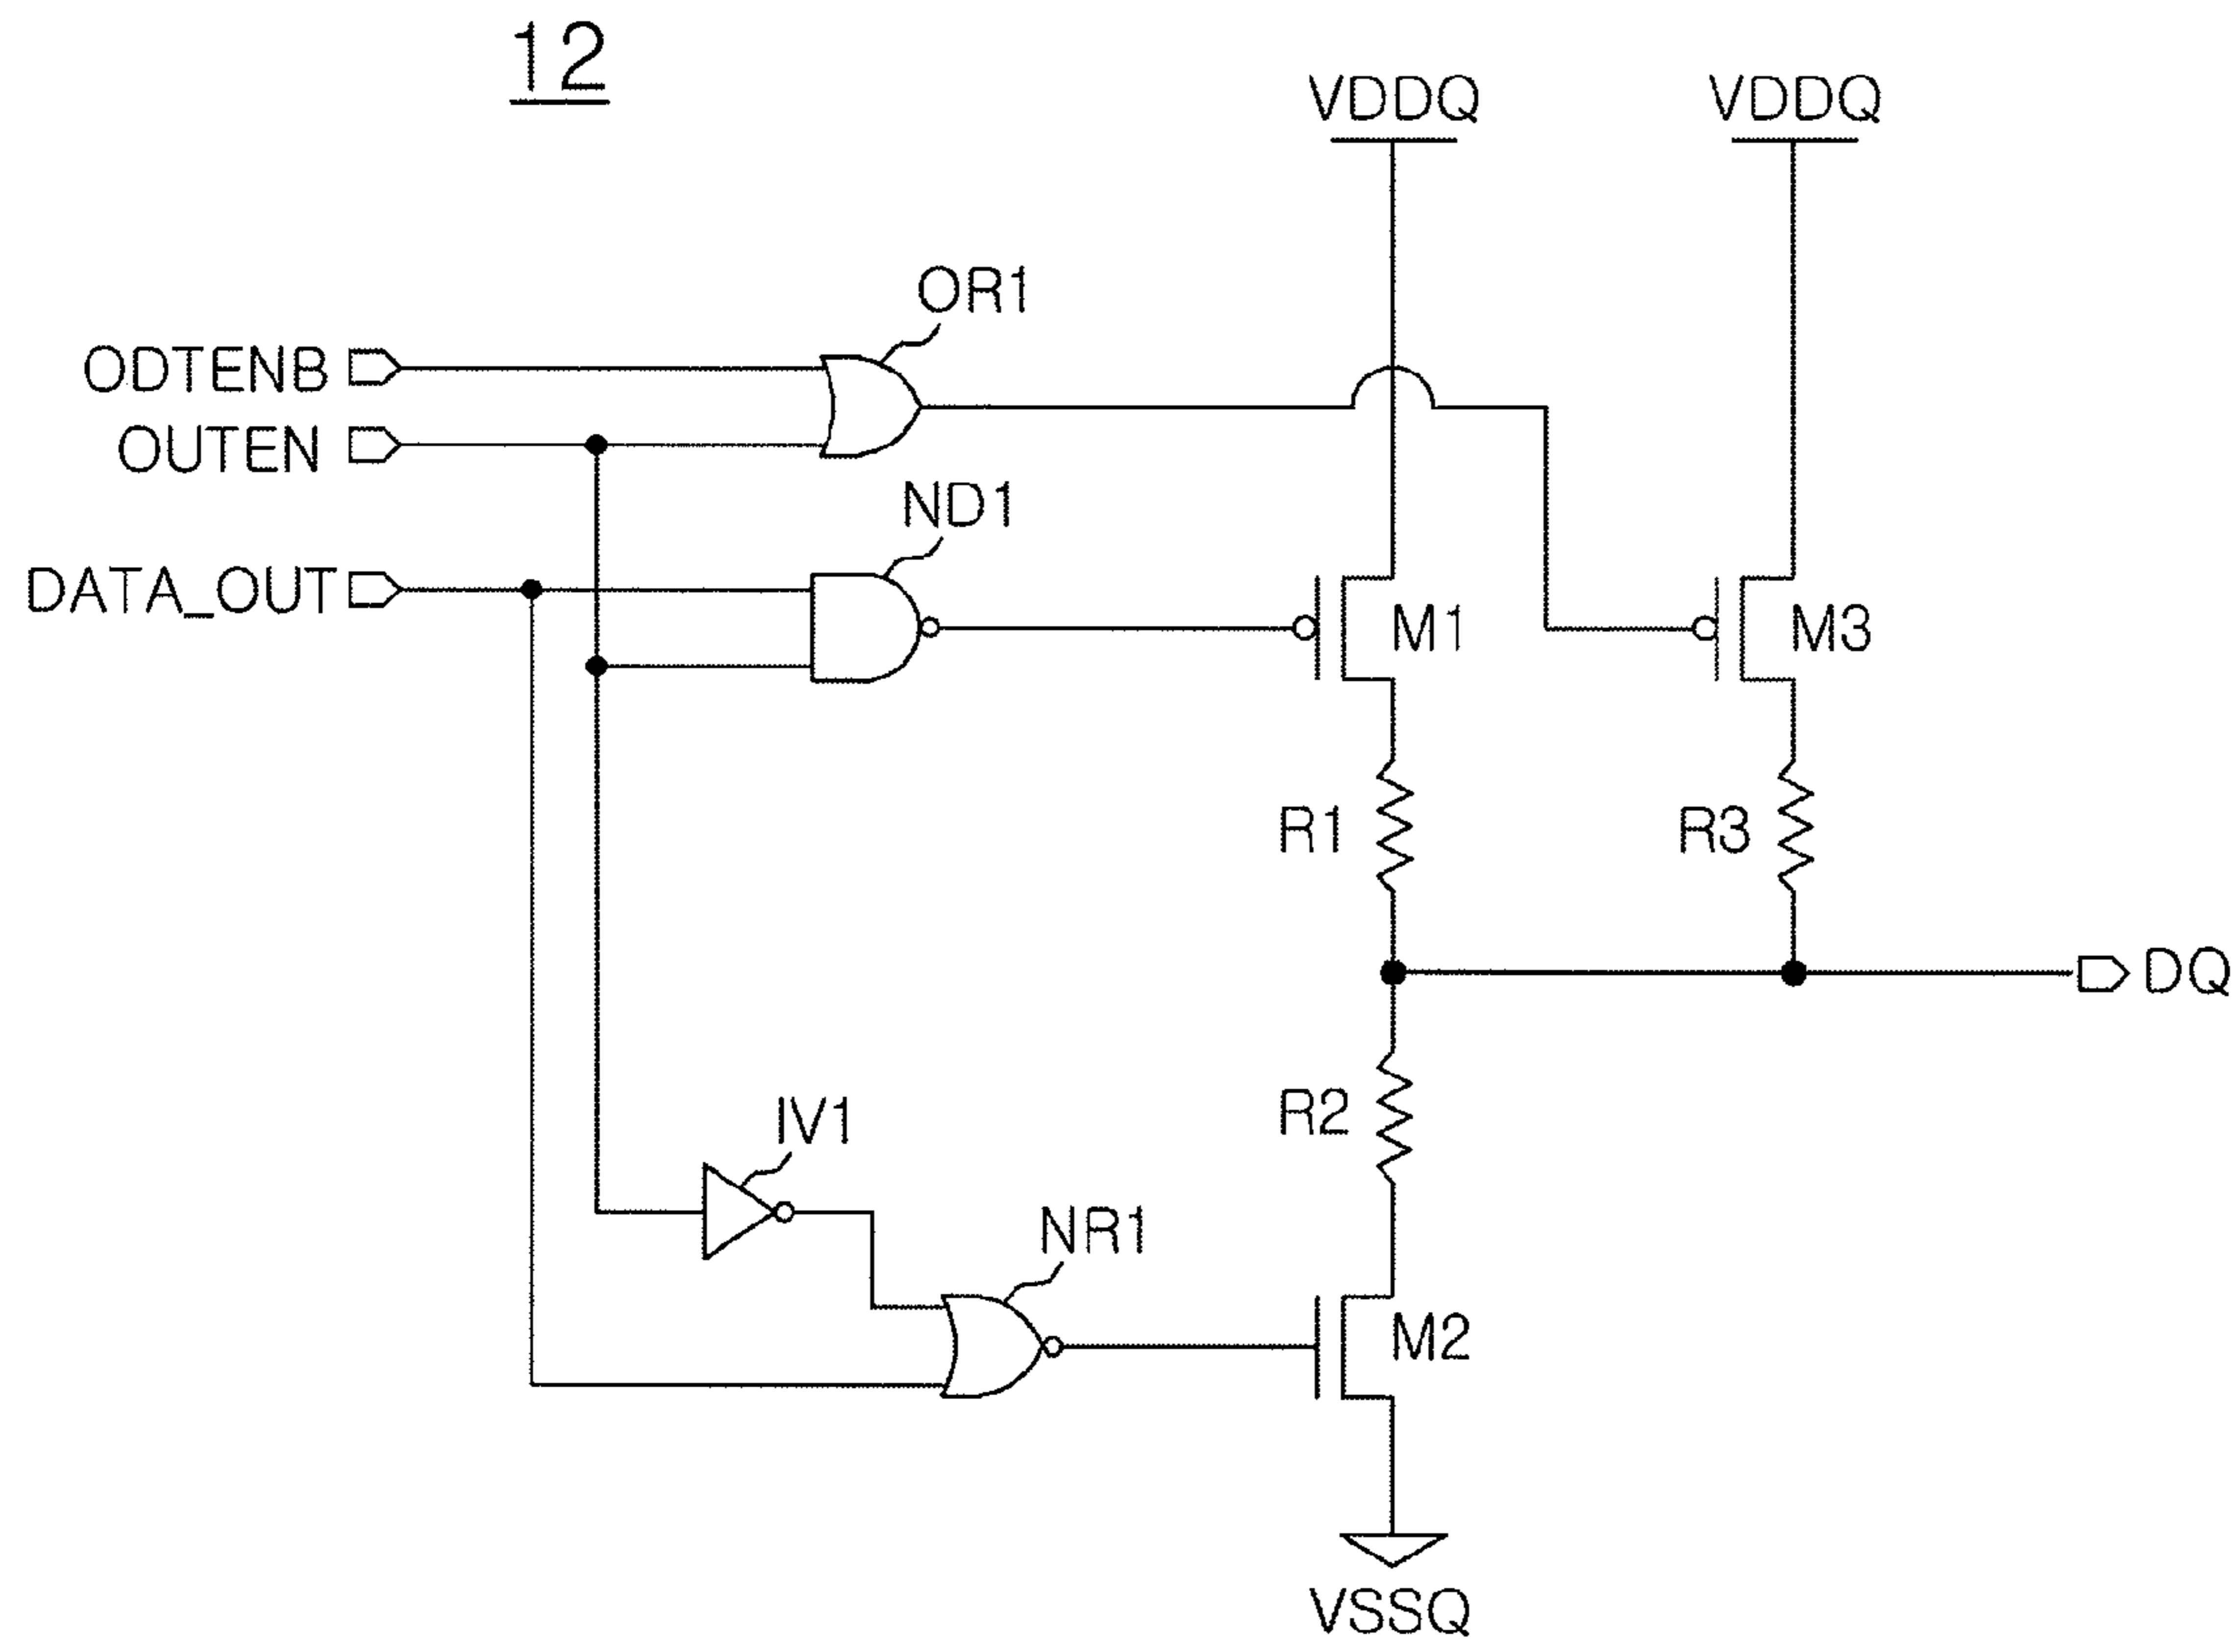 12
VDDQ VDDQ
OR1
ODTENB
OUTEN
ND1
DATA_OUT
M1 M3
R1 R3
DQ
R2
IV1
NR1
M2
VSSQ